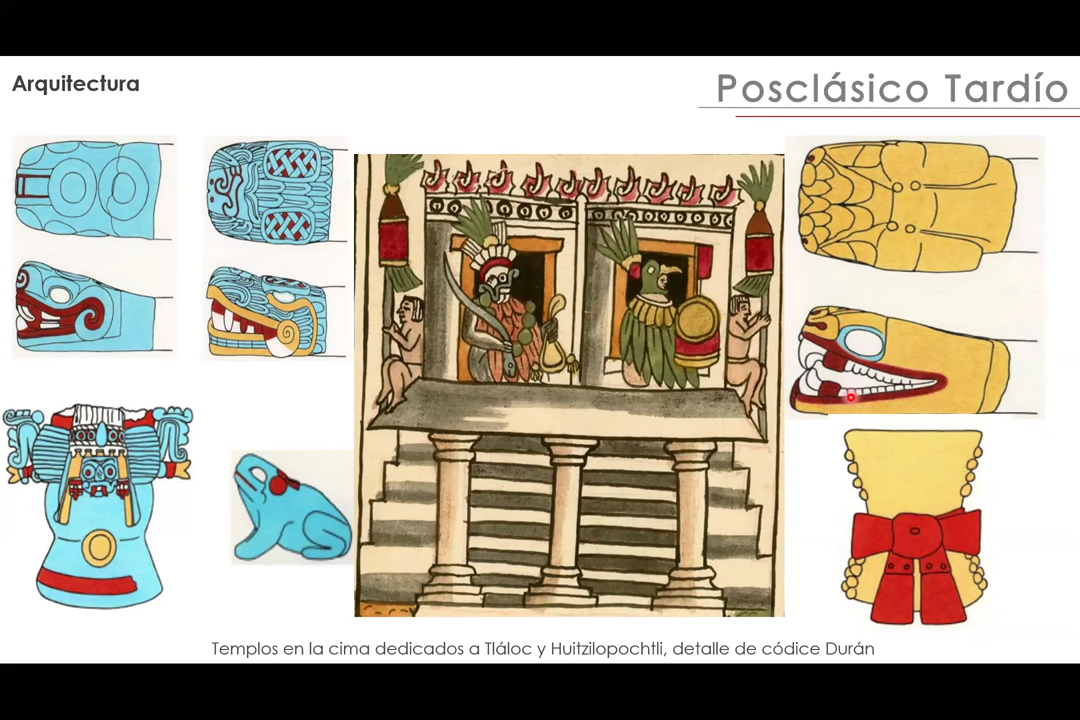 Arquitectura
Posclásico Tardío
Templos en la cima dedicados a Tláloc y Huitzilopochtli, detalle de códice Durán